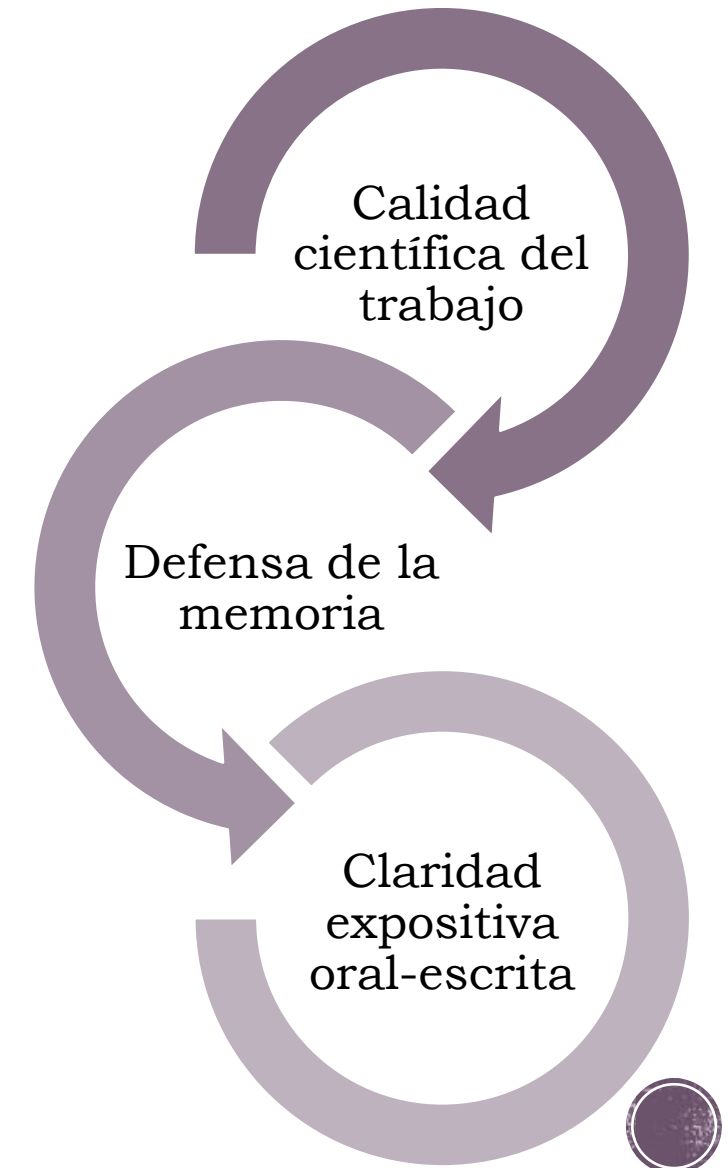 Calidad
científica del
trabajo
Defensa de la
memoria
Claridad
expositiva
oral-escrita